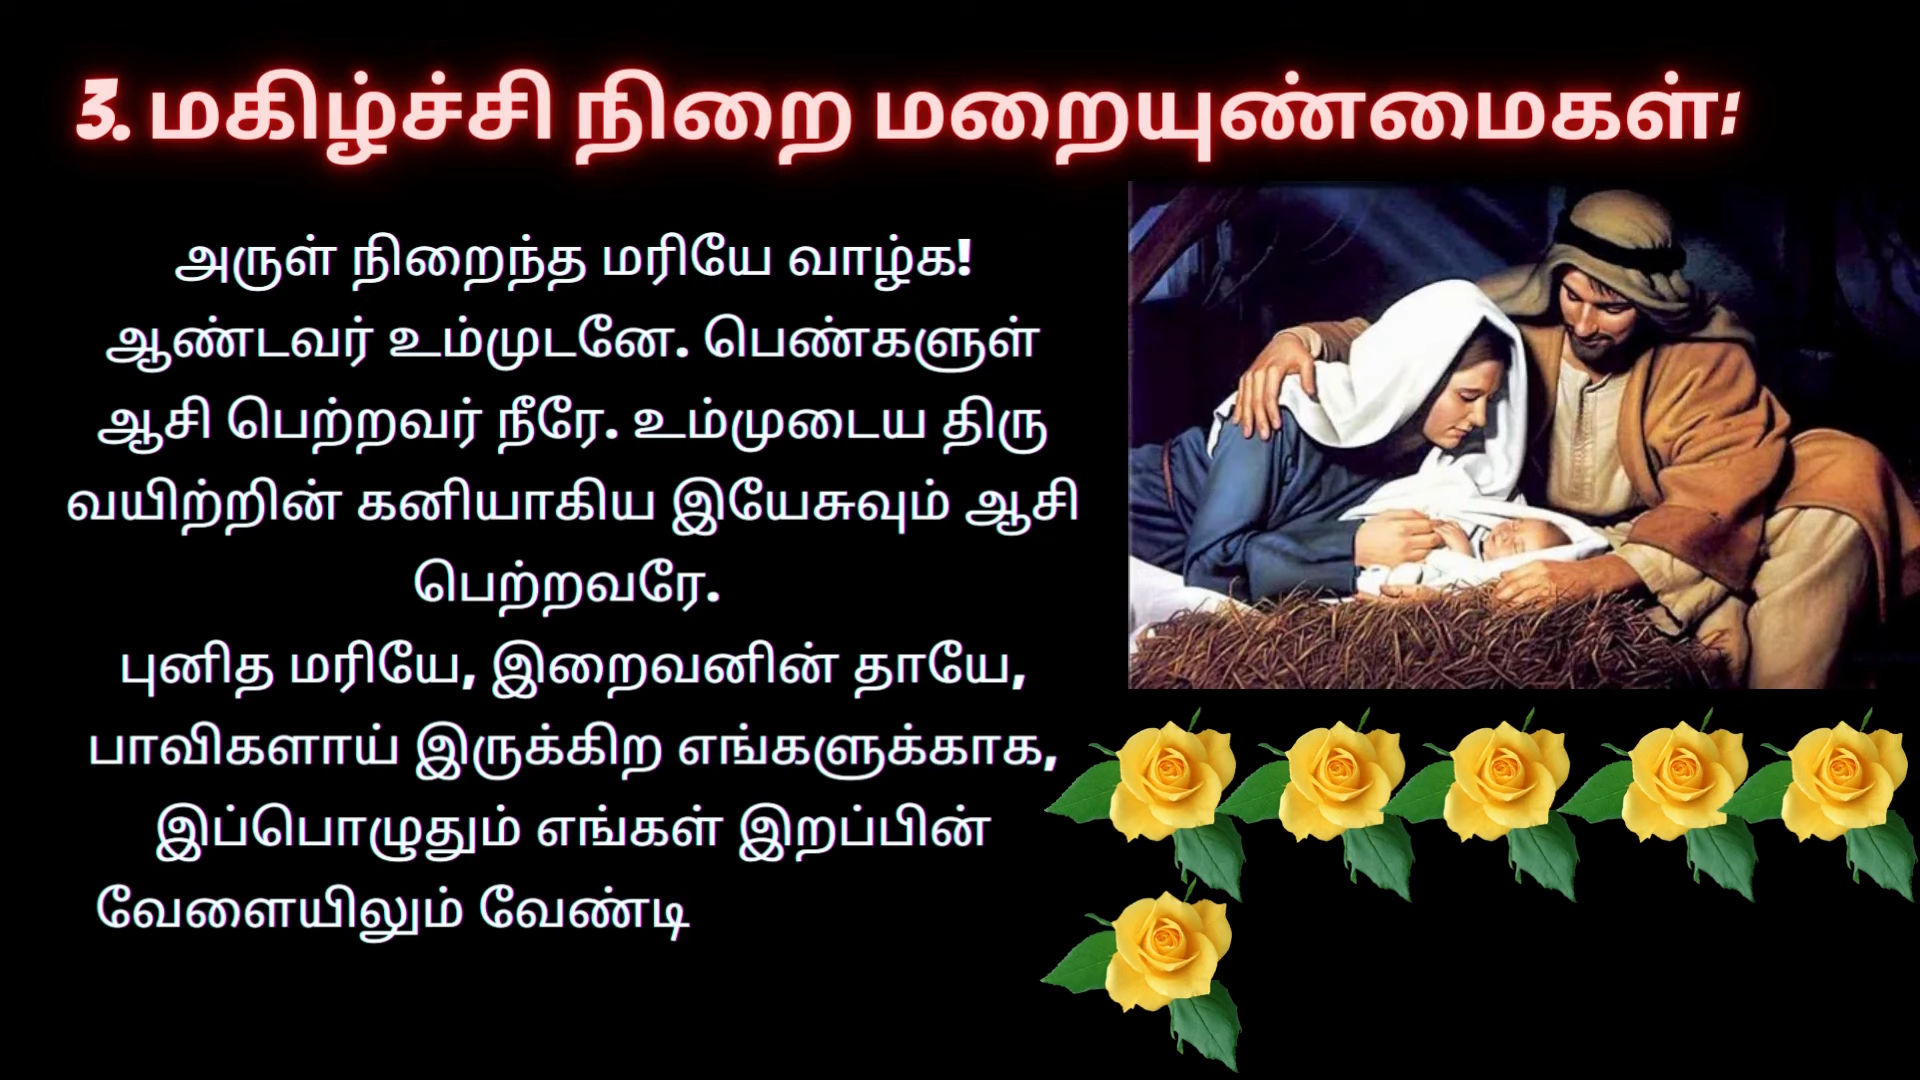 3. மகிழ்ச்சி நிறை மறையுண்மைகள்:
அருள் நிறைந்த மரியே வாழ்க!
ஆண்டவர் உம்முடனே. பெண்களுள்
ஆசி பெற்றவர் நீரே. உம்முடைய திரு
வயிற்றின் கனியாகிய இயேசுவும் ஆசி
பெற்றவரே.
புனித மரியே, இறைவனின் தாயே,
பாவிகளாய் இருக்கிற எங்களுக்காக,
இப்பொழுதும் எங்கள் இறப்பின்
வேளையிலும் வேண்டி